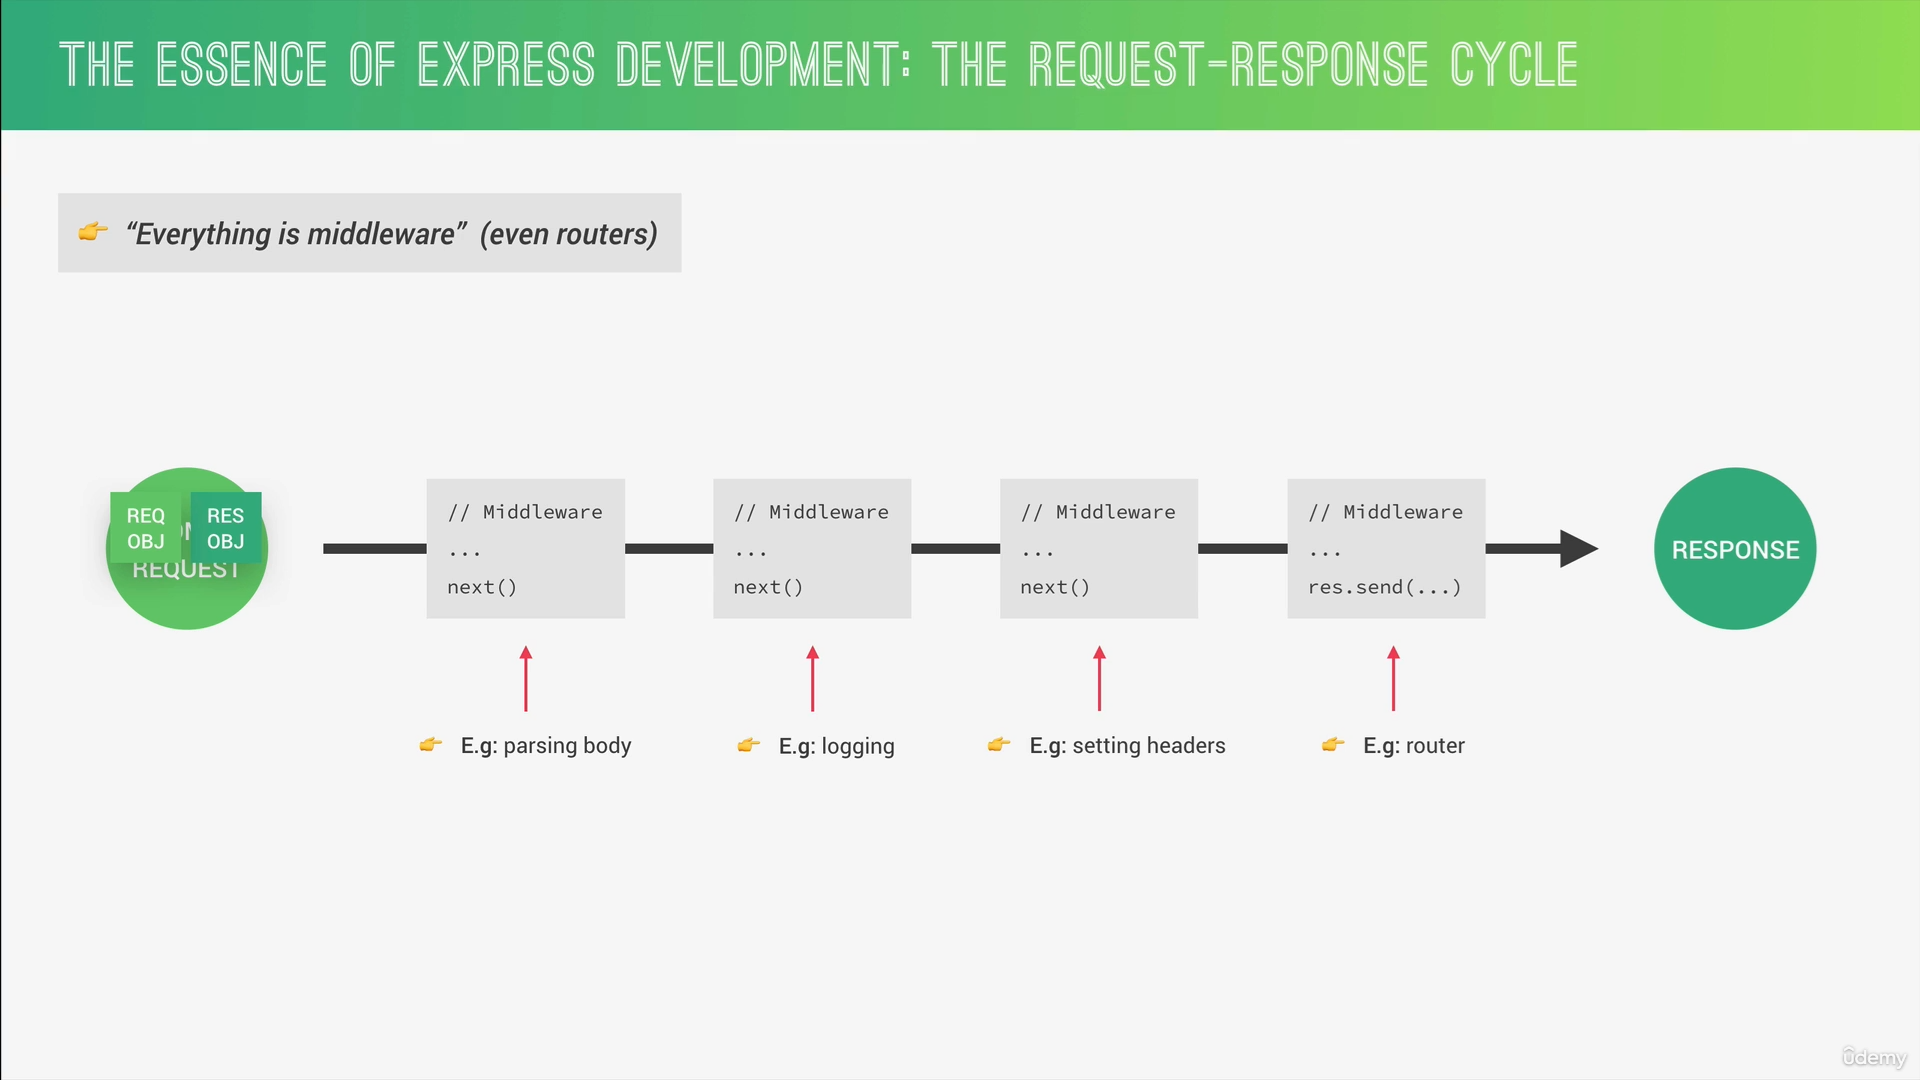 THE ESSENCE OF EXPRESS DEVELOPMENT: THE REQUEST-RESPONSE CYCLE
👉 “Everything is middleware” (even routers)
REQ OBJ
RES OBJ
REQUEST
// Middleware
...
next()
// Middleware
...
next()
// Middleware
...
next()
// Middleware
...
res.send(...)
RESPONSE
👉 E.g: parsing body
👉 E.g: logging
👉 E.g: setting headers
👉 E.g: router
ûdemy